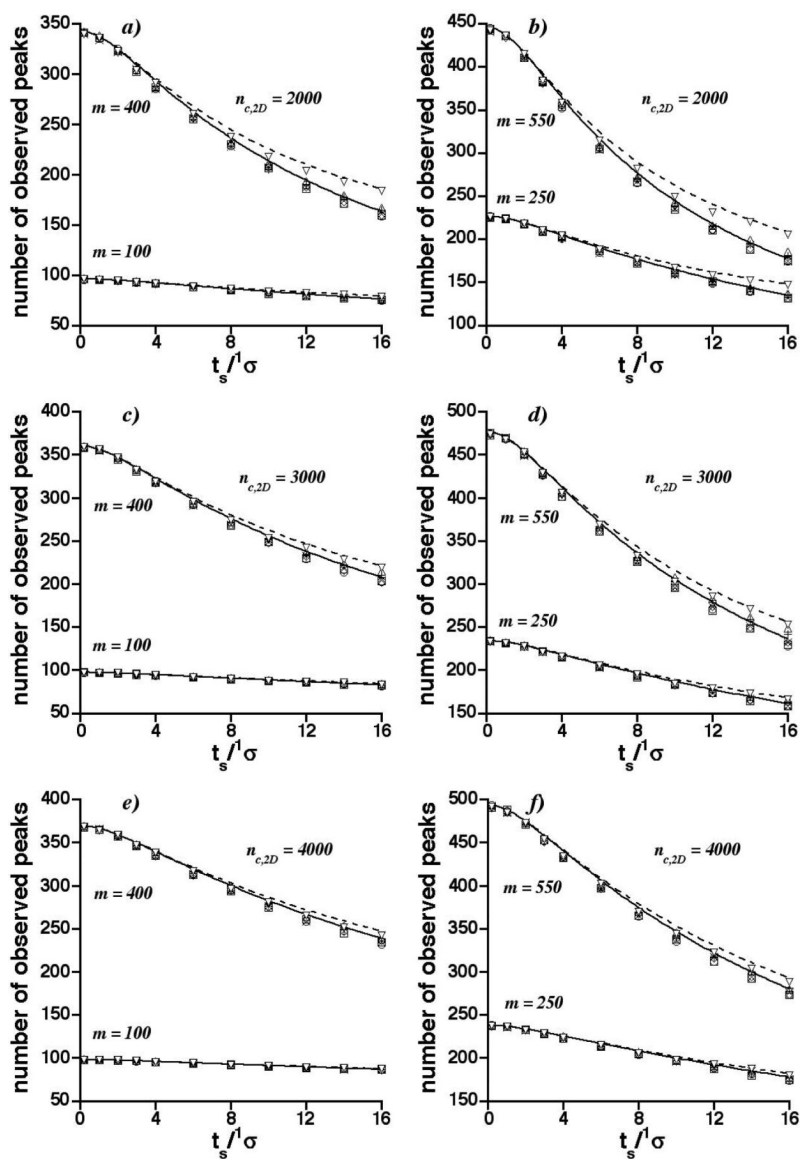 a)
number of observed peaks
350
300
250
200
150
100
50
m = 400
n_c,2D = 2000
m = 100
0 4 8 12 16
t_s/¹σ
b)
number of observed peaks
450
400
350
300
250
200
150
100
m = 550
n_c,2D = 2000
m = 250
0 4 8 12 16
t_s/¹σ
c)
number of observed peaks
400
350
300
250
200
150
100
50
m = 400
n_c,2D = 3000
m = 100
0 4 8 12 16
t_s/¹σ
d)
number of observed peaks
500
450
400
350
300
250
200
150
m = 550
n_c,2D = 3000
m = 250
0 4 8 12 16
t_s/¹σ
e)
number of observed peaks
400
350
300
250
200
150
100
50
m = 400
n_c,2D = 4000
m = 100
0 4 8 12 16
t_s/¹σ
f)
number of observed peaks
500
450
400
350
300
250
200
150
m = 550
n_c,2D = 4000
m = 250
0 4 8 12 16
t_s/¹σ